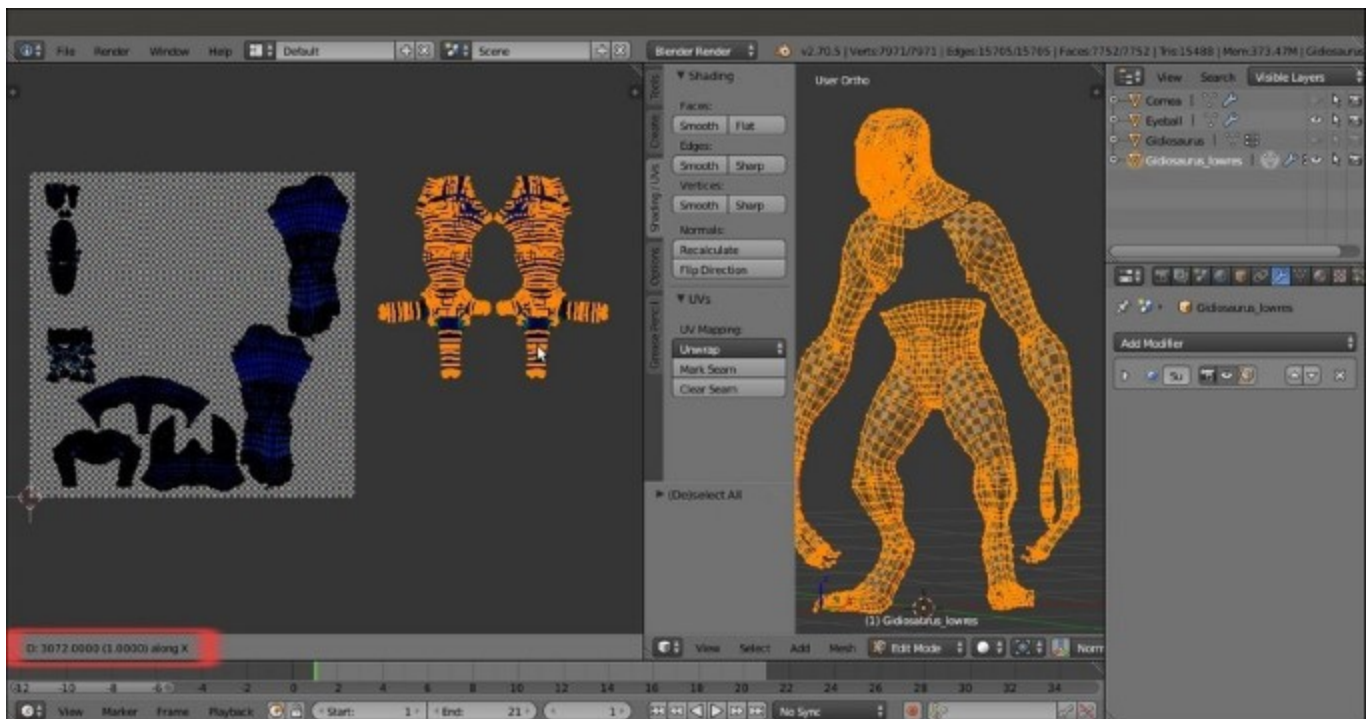 File Render Window Help Default Scene Blender Render v2.70.5 | Verts:7971/7971 | Edges:15705/15705 | Faces:7752/7752 | Tris:15488 | Mem:373.47M | Gidiosaurus
Tools
Create
Shading / UVs
Options
Grease Pencil
Shading
Faces:
Smooth Flat
Edges:
Smooth Sharp
Vertices:
Smooth Sharp
Normals:
Recalculate
Flip Direction
UVs
UV Mapping:
Unwrap
Mark Seam
Clear Seam
(De)select All
User Ortho
(1) Gidiosaurus_lowres
View Search Visible Layers
Cornea
Eyeball
Gidiosaurus
Gidiosaurus_lowres
Gidiosaurus_lowres
Add Modifier
Su
D: 3072.0000 (1.0000) along X
View Select Add Mesh Edit Mode Norm
-12 -10 -8 -6 -4 -2 0 2 4 6 8 10 12 14 16 18 20 22 24 26 28 30 32 34
View Marker Frame Playback Start: 1 End: 21 1 No Sync